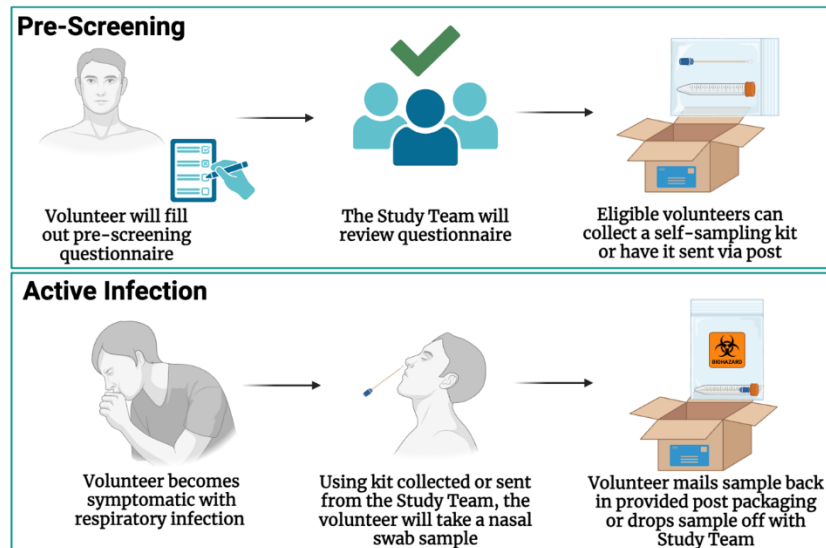 Pre-Screening
Volunteer will fill
out pre-screening
questionnaire
The Study Team will
review questionnaire
Eligible volunteers can
collect a self-sampling kit
or have it sent via post
Active Infection
BIOHAZARD
Volunteer becomes
symptomatic with
respiratory infection
Using kit collected or sent
from the Study Team, the
volunteer will take a nasal
swab sample
Volunteer mails sample back
in provided post packaging
or drops sample off with
Study Team